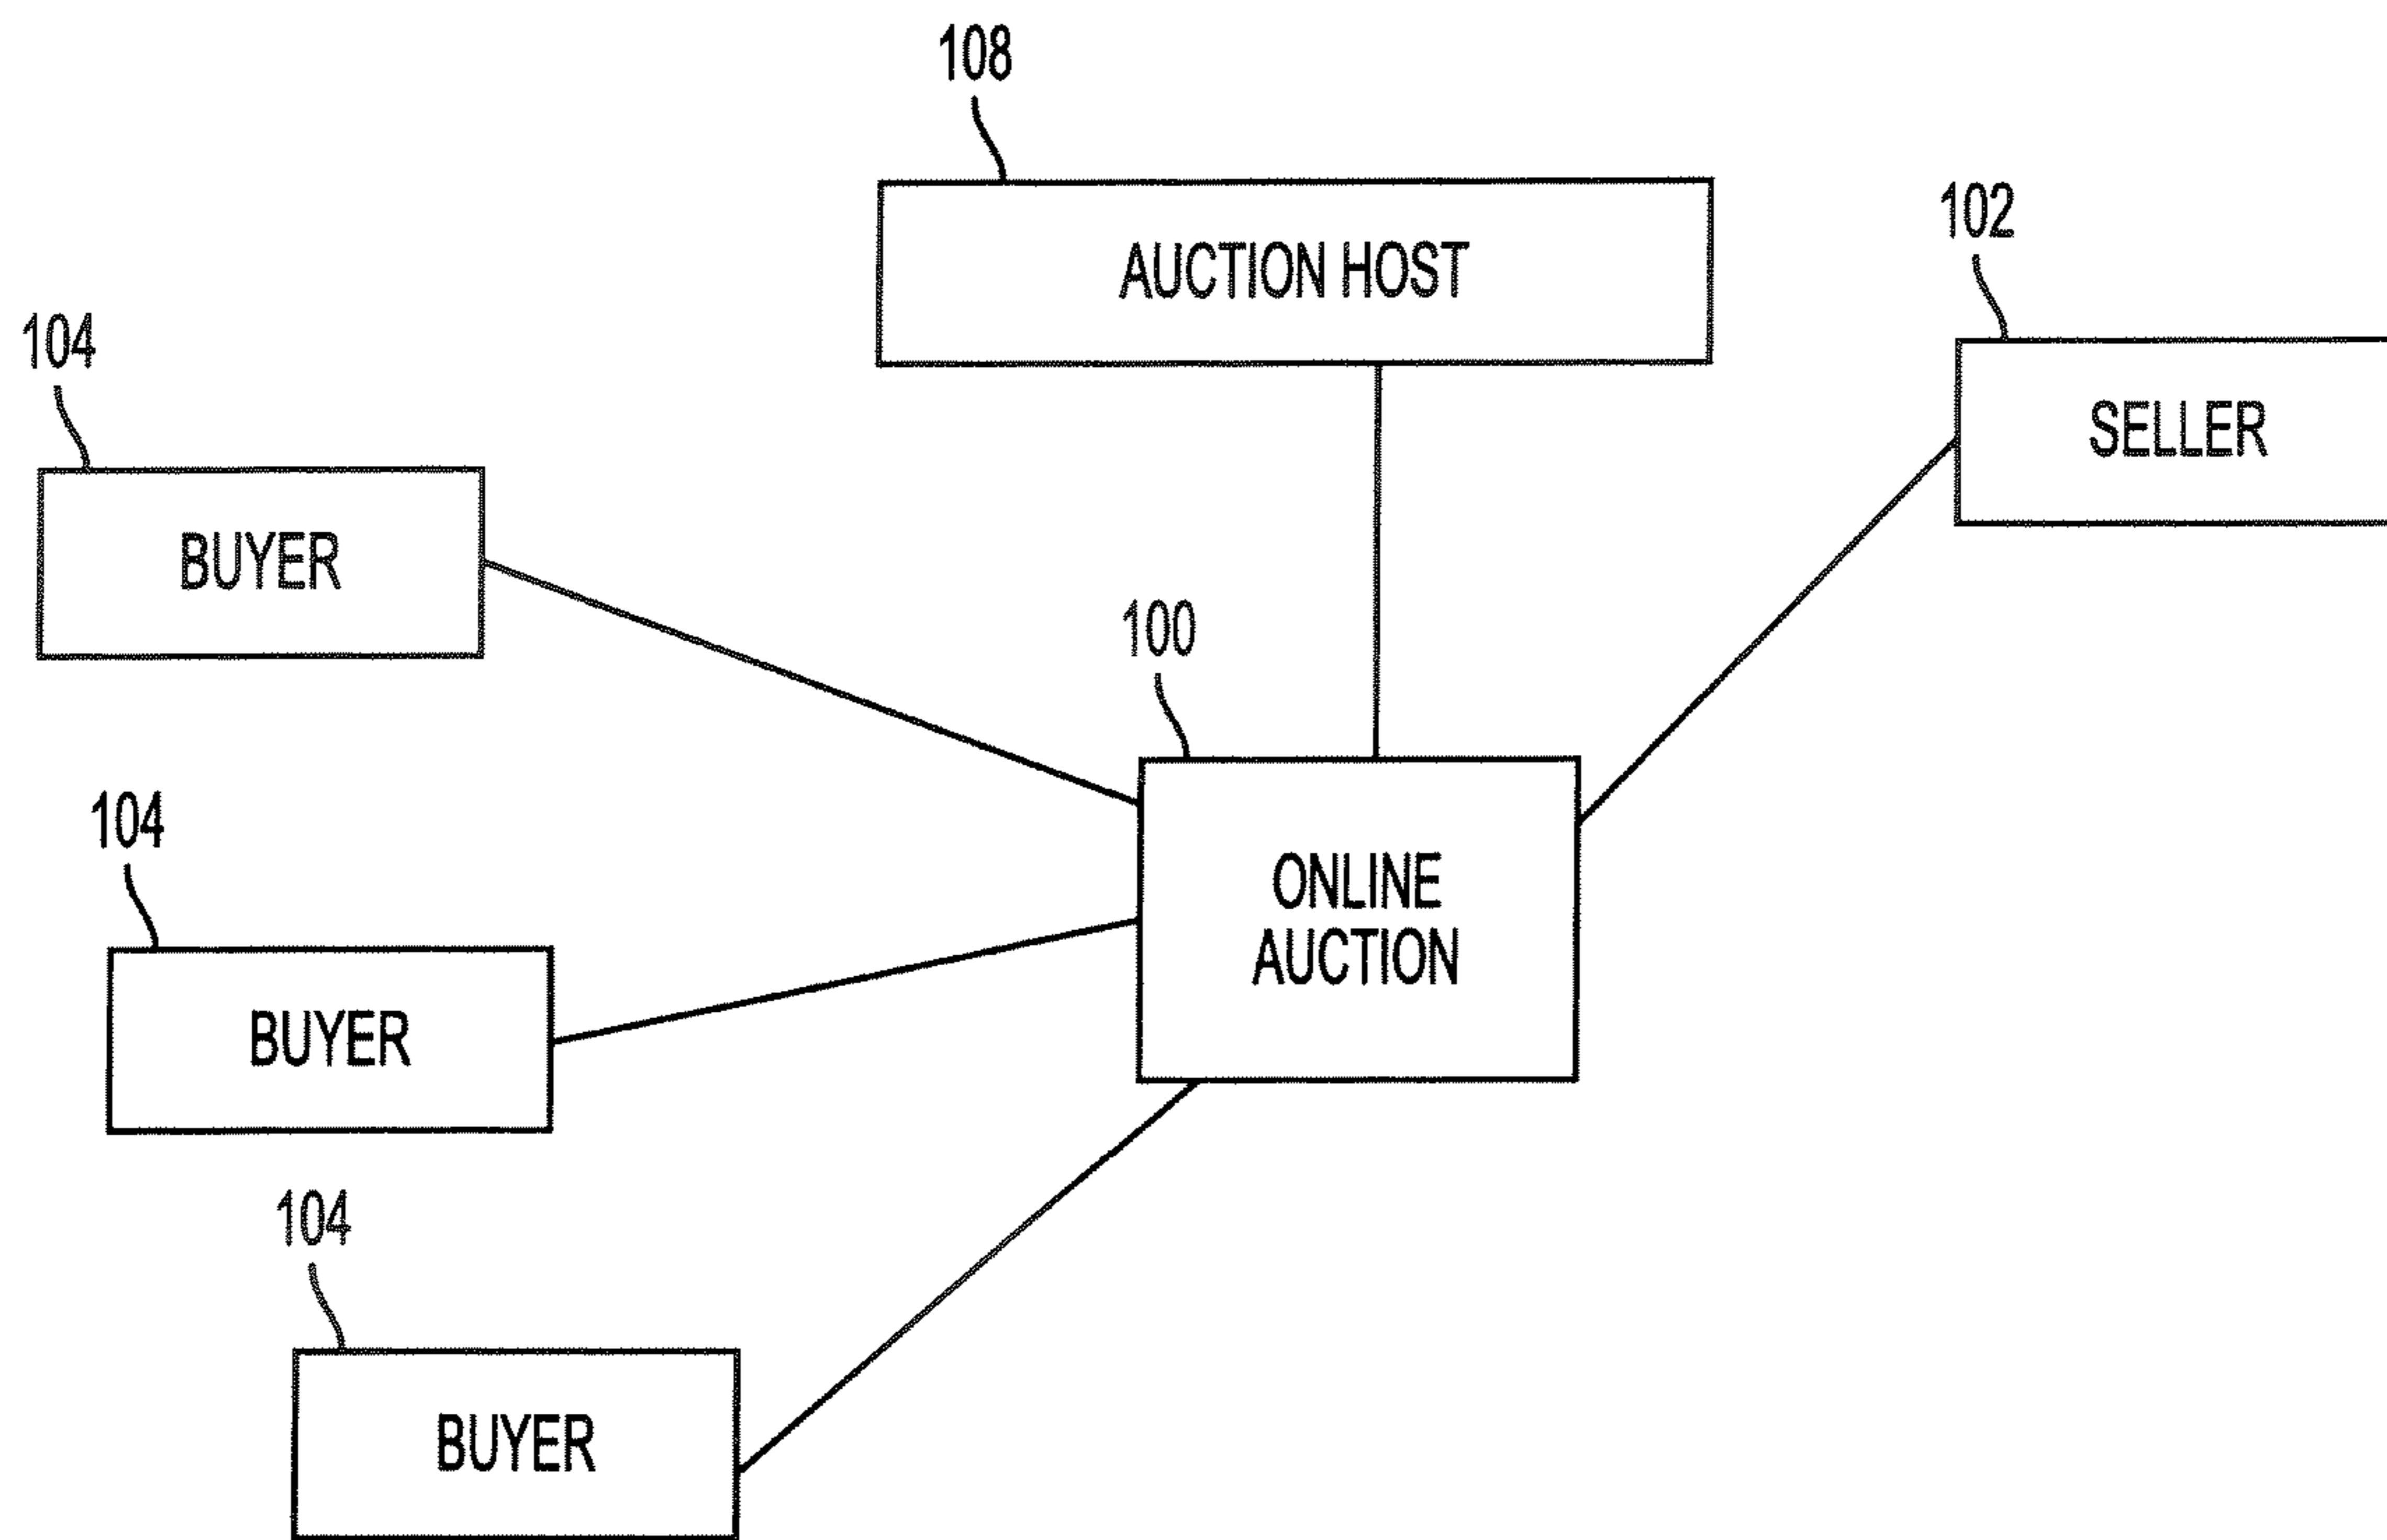 108
AUCTION HOST
102
SELLER
104
BUYER
100
ONLINE
AUCTION
104
BUYER
104
BUYER